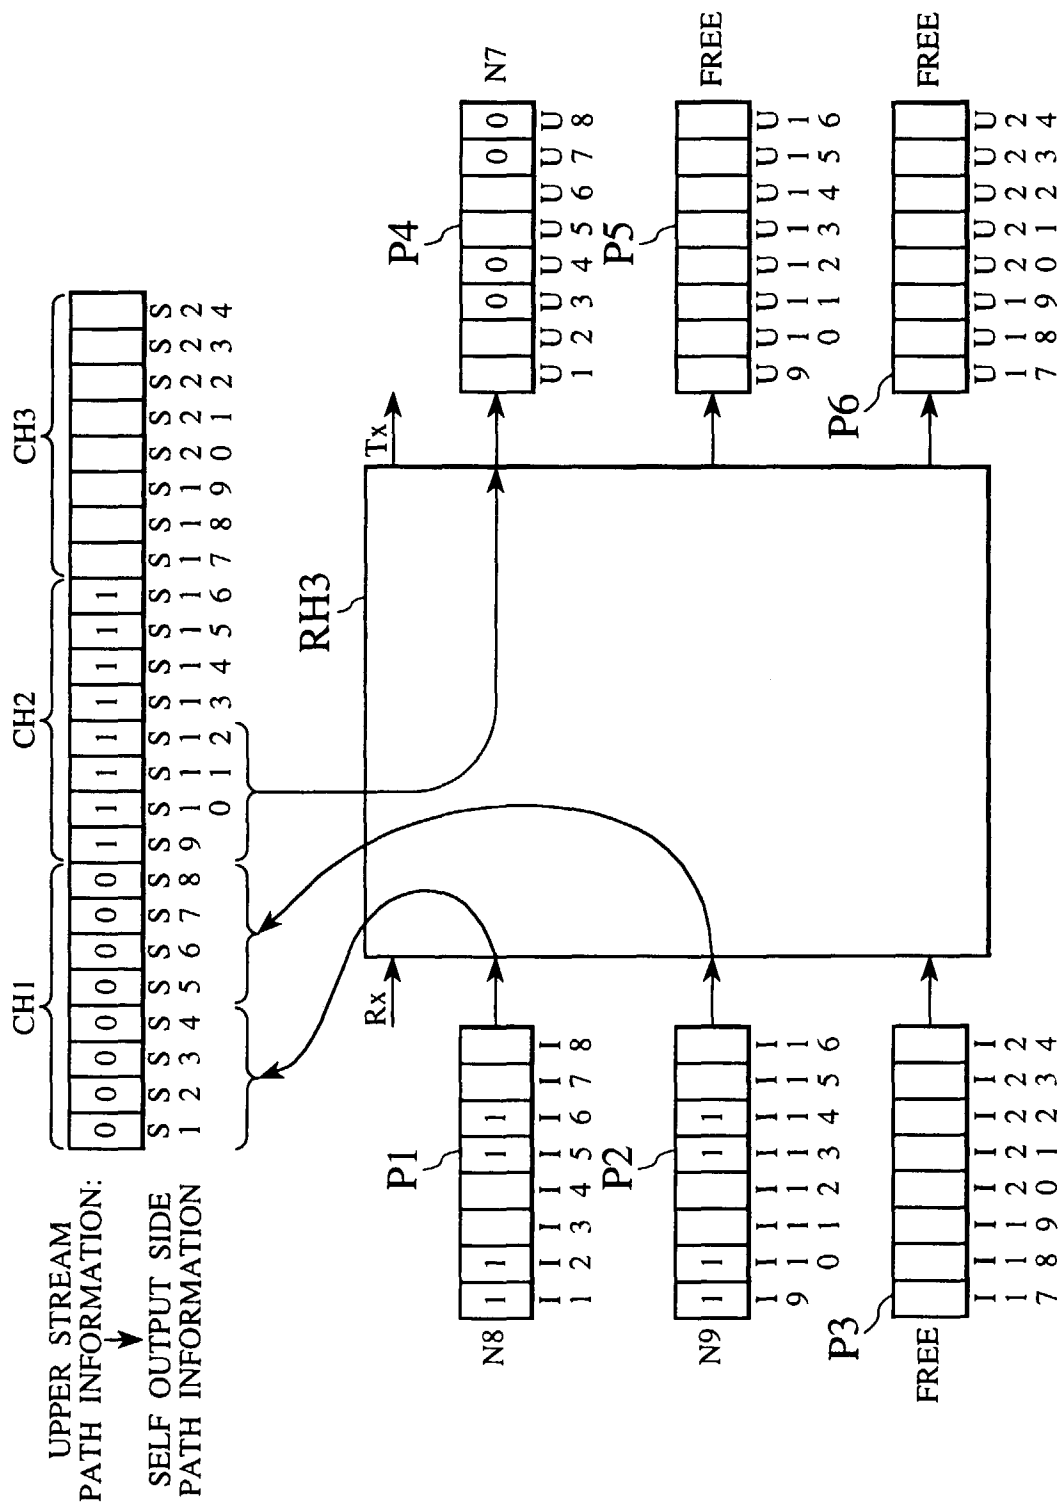 CH1 CH2 CH3
UPPER STREAM
PATH INFORMATION:
0 0 0 0 0 0 0 0 1 1 1 1 1 1 1 1
SELF OUTPUT SIDE
PATH INFORMATION
S1 S2 S3 S4 S5 S6 S7 S8 S9 S10 S11 S12 S13 S14 S15 S16 S17 S18 S19 S20 S21 S22 S23 S24
RH3
Rx
Tx
P1
N8
1 1 1 1
I1 I2 I3 I4 I5 I6 I7 I8
P4
0 0 0 0
N7
U1 U2 U3 U4 U5 U6 U7 U8
P2
N9
1 1 1 1
I9 I10 I11 I12 I13 I14 I15 I16
P5
FREE
U9 U10 U11 U12 U13 U14 U15 U16
P3
FREE
I17 I18 I19 I20 I21 I22 I23 I24
P6
FREE
U17 U18 U19 U20 U21 U22 U23 U24